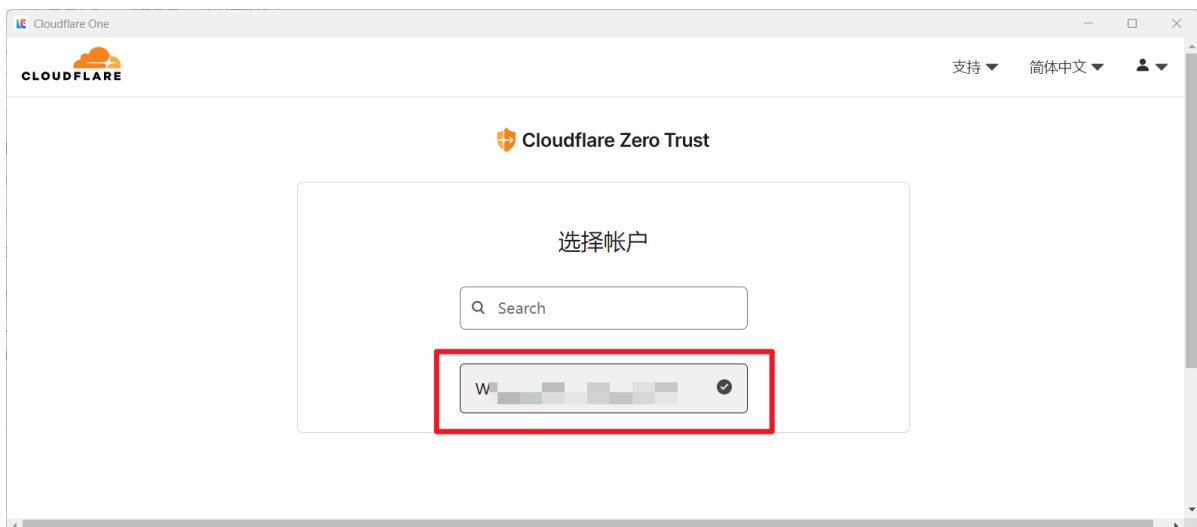 Cloudflare One
CLOUDFLARE
支持 简体中文
Cloudflare Zero Trust
选择帐户
Search
W